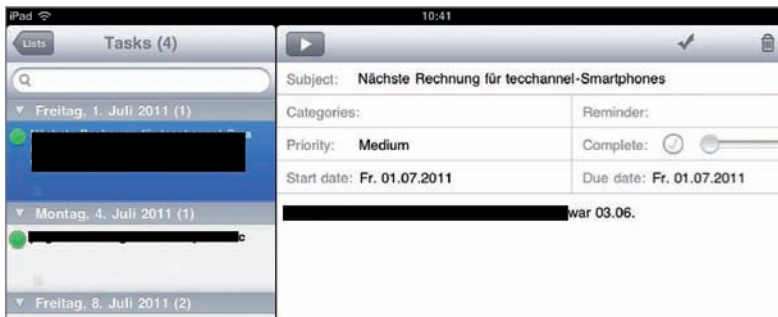 iPad 10:41
Lists Tasks (4)
Freitag, 1. Juli 2011 (1)
Montag, 4. Juli 2011 (1)
Freitag, 8. Juli 2011 (2)
Subject: Nächste Rechnung für tecchannel-Smartphones
Categories: Reminder:
Priority: Medium Complete:
Start date: Fr. 01.07.2011 Due date: Fr. 01.07.2011
war 03.06.